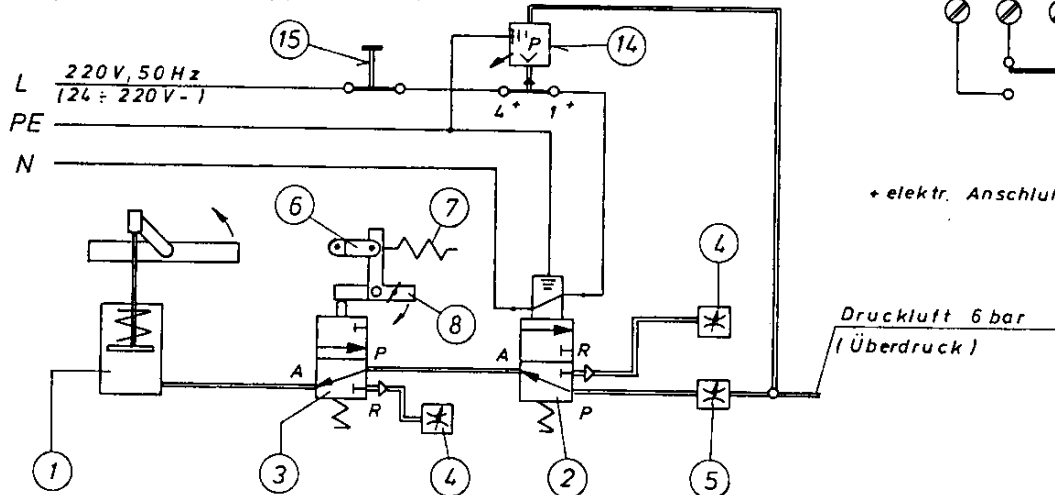 15
14
P
L 220V, 50Hz
(24 ÷ 220V-)
4+ 1+
PE
N
+ elektr. Anschlu
6
7
4
8
Druckluft 6 bar
(Überdruck)
P
A
R
A
R
P
1
3
4
2
5